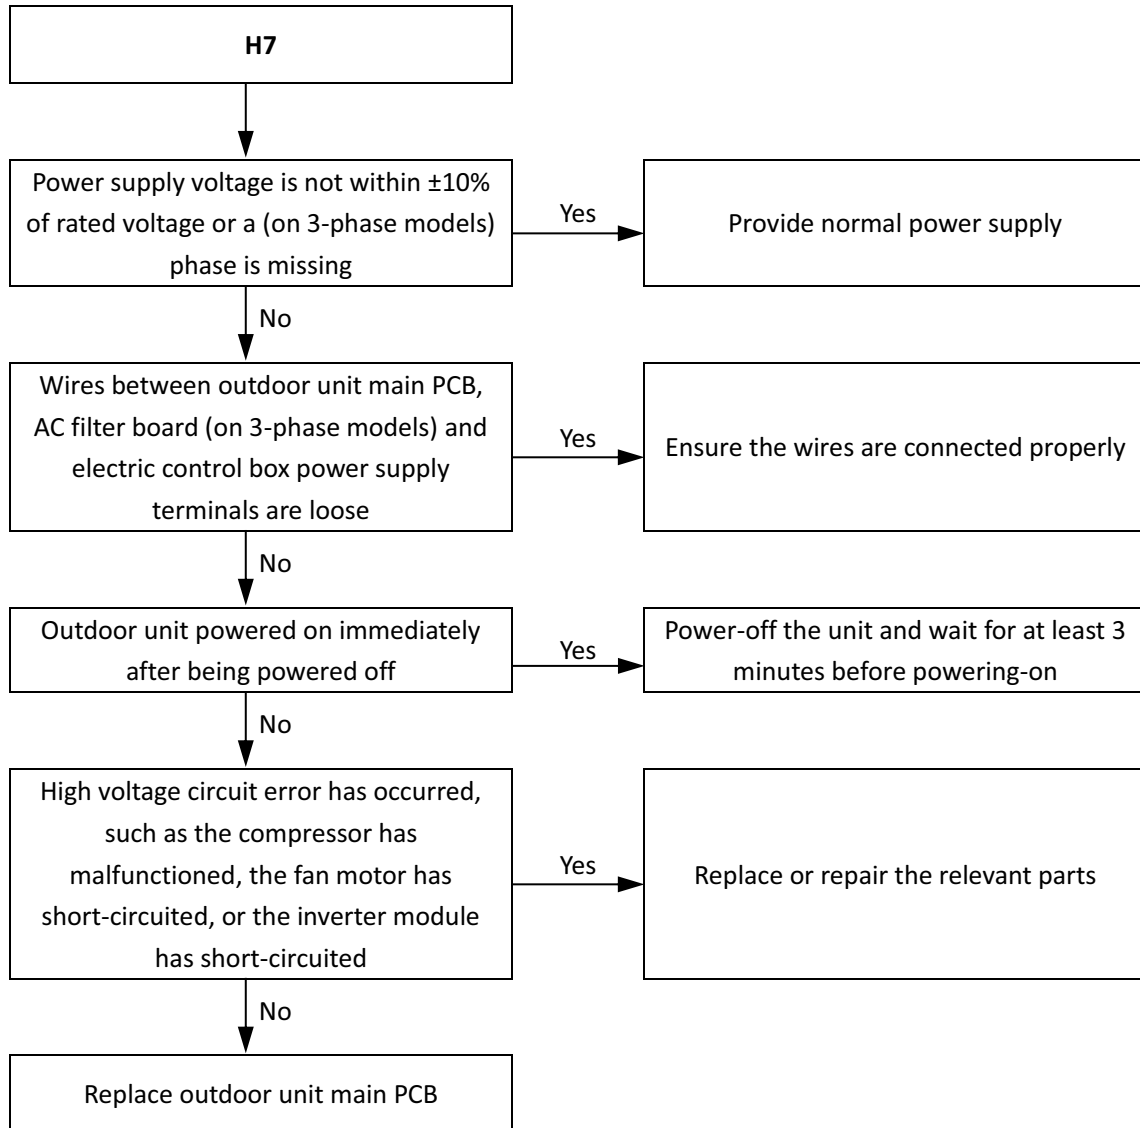 H7
Power supply voltage is not within ±10%
of rated voltage or a (on 3-phase models)
phase is missing
Yes
Provide normal power supply
No
Wires between outdoor unit main PCB,
AC filter board (on 3-phase models) and
electric control box power supply
terminals are loose
Yes
Ensure the wires are connected properly
No
Outdoor unit powered on immediately
after being powered off
Yes
Power-off the unit and wait for at least 3
minutes before powering-on
No
High voltage circuit error has occurred,
such as the compressor has
malfunctioned, the fan motor has
short-circuited, or the inverter module
has short-circuited
Yes
Replace or repair the relevant parts
No
Replace outdoor unit main PCB